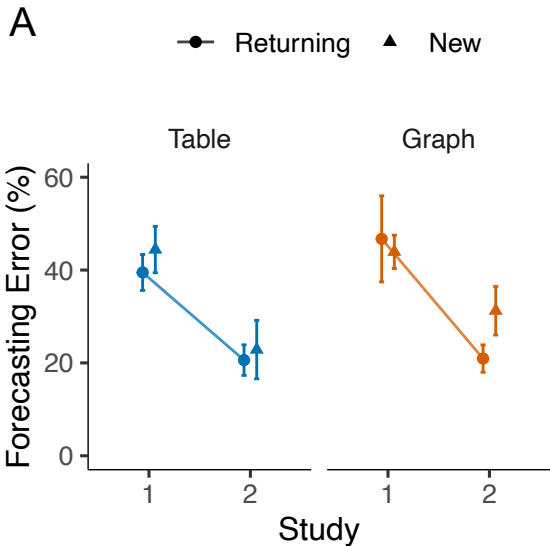 A
Returning New
Table Graph
Forecasting Error (%)
60
40
20
0
1 2 1 2
Study